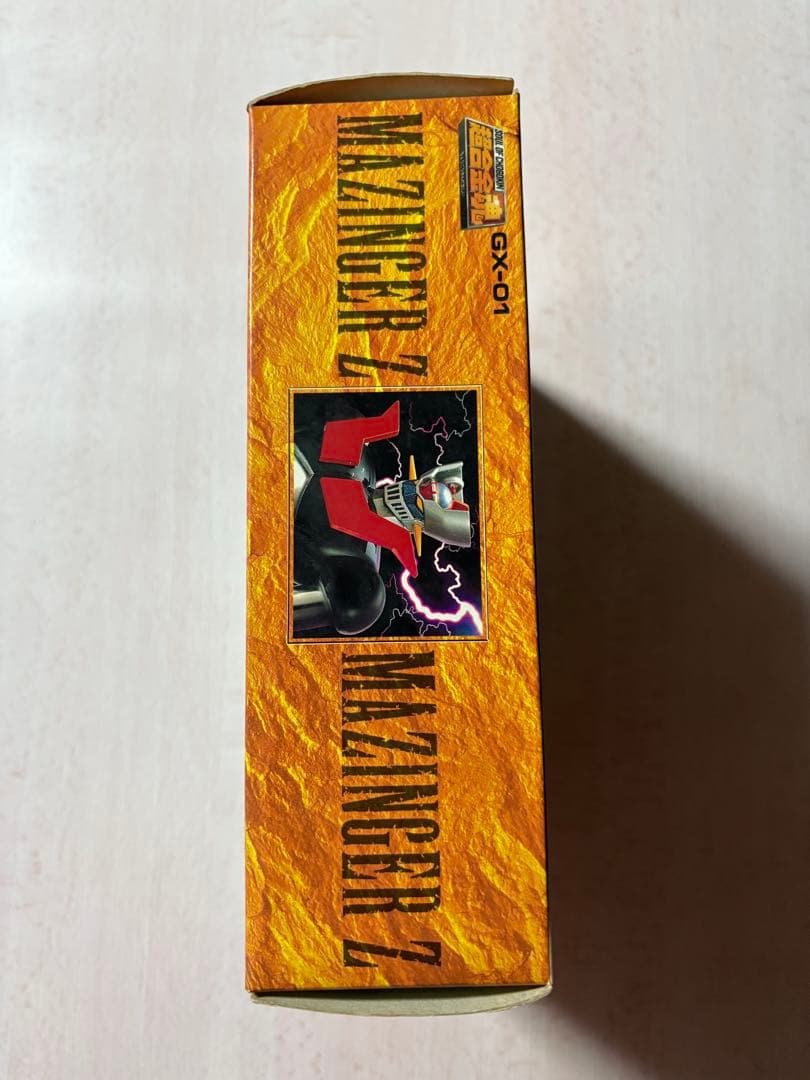 SOUL OF CHOGOKIN
超合金魂
GX-01
MAZINGER Z
MAZINGER Z